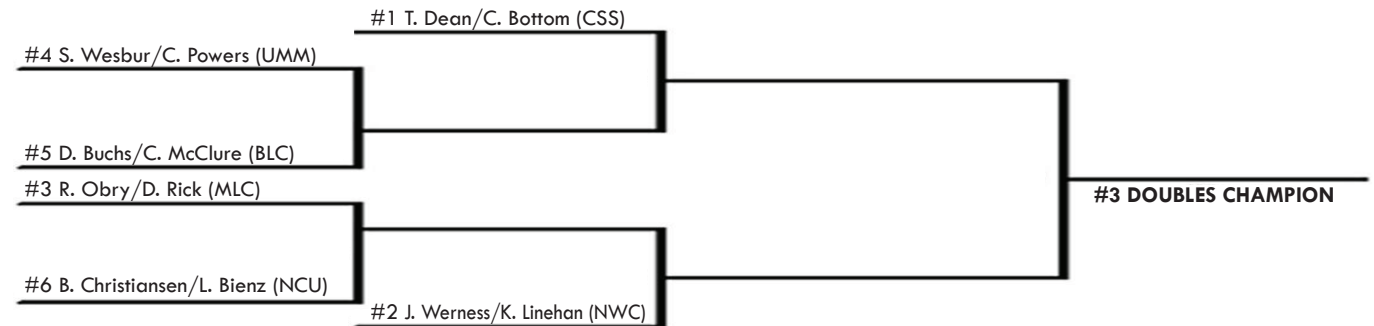 #1 T. Dean/C. Bottom (CSS)
#4 S. Wesbur/C. Powers (UMM)
#5 D. Buchs/C. McClure (BLC)
#3 R. Obry/D. Rick (MLC)
#3 DOUBLES CHAMPION
#6 B. Christiansen/L. Bienz (NCU)
#2 J. Werness/K. Linehan (NWC)